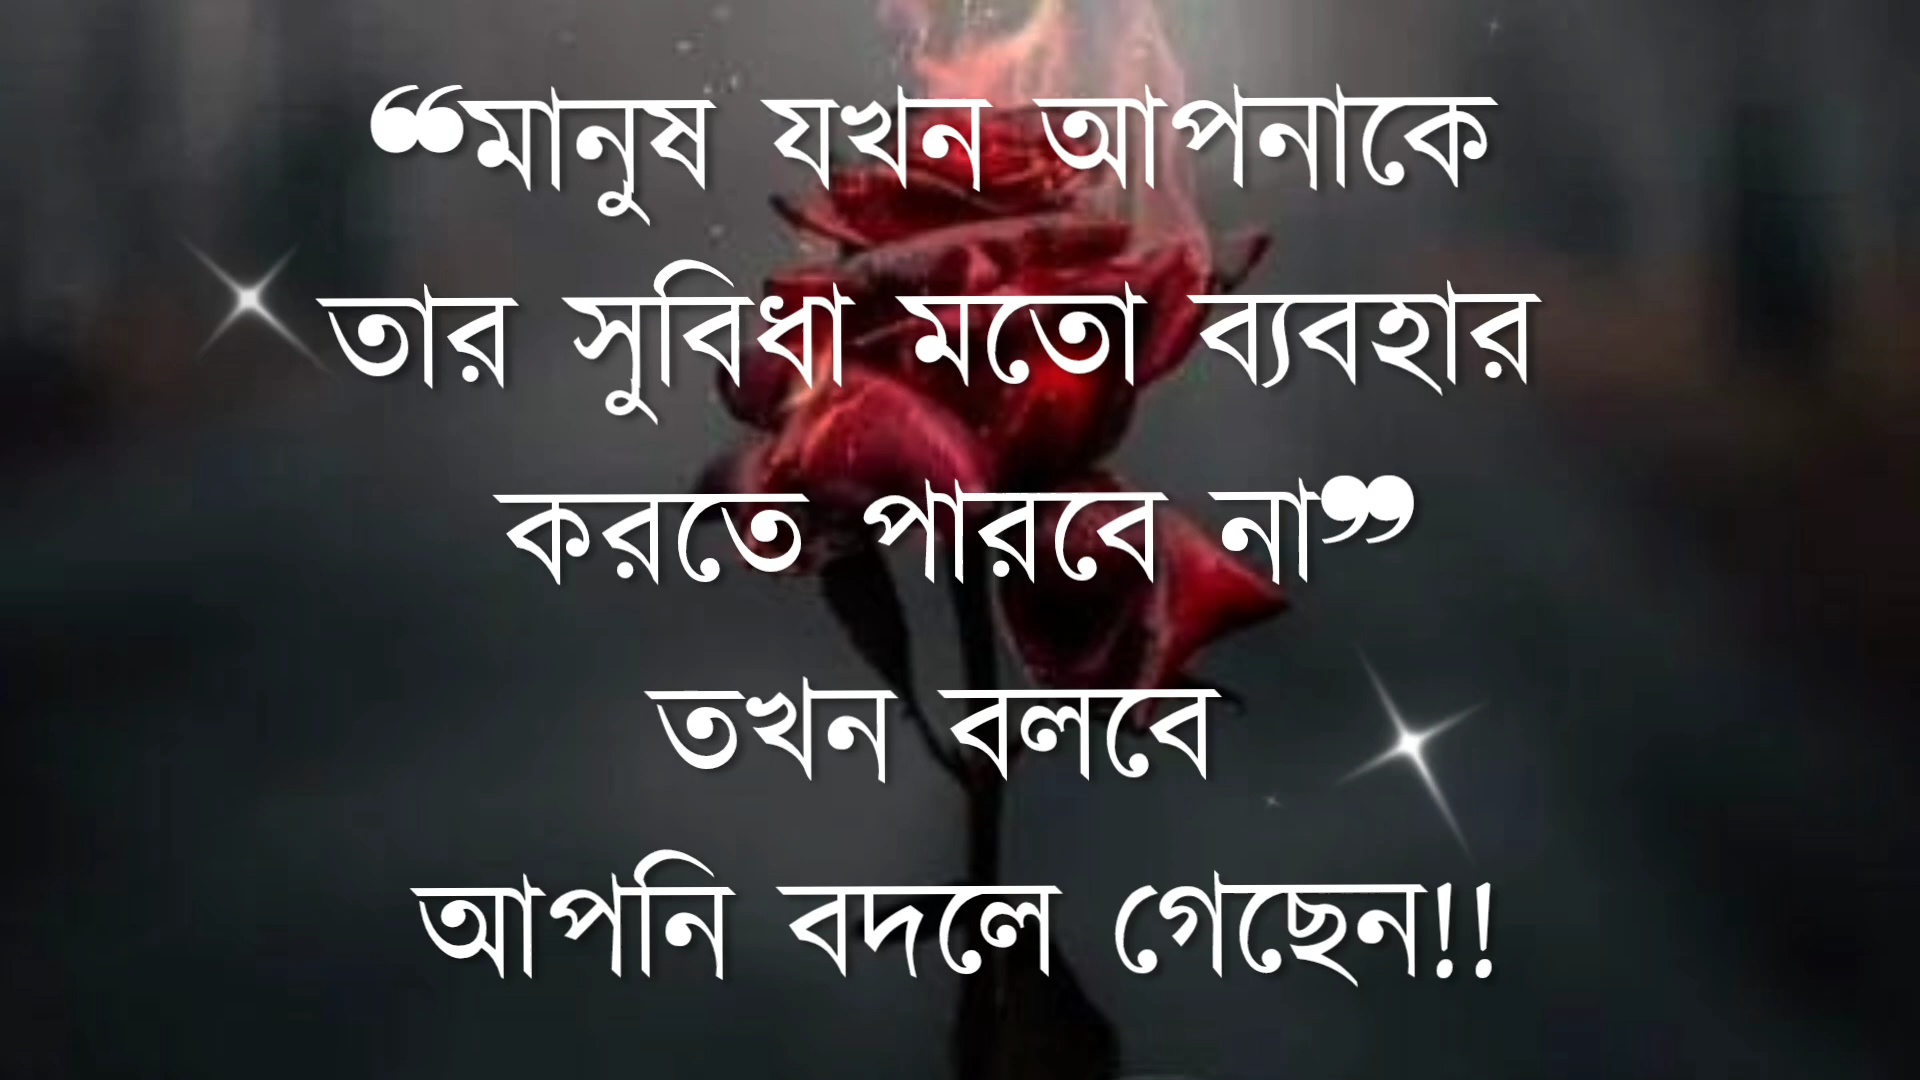 ❝মানুষ যখন আপনাকে
তার সুবিধা মতো ব্যবহার
করতে পারবে না❞
তখন বলবে
আপনি বদলে গেছেন!!